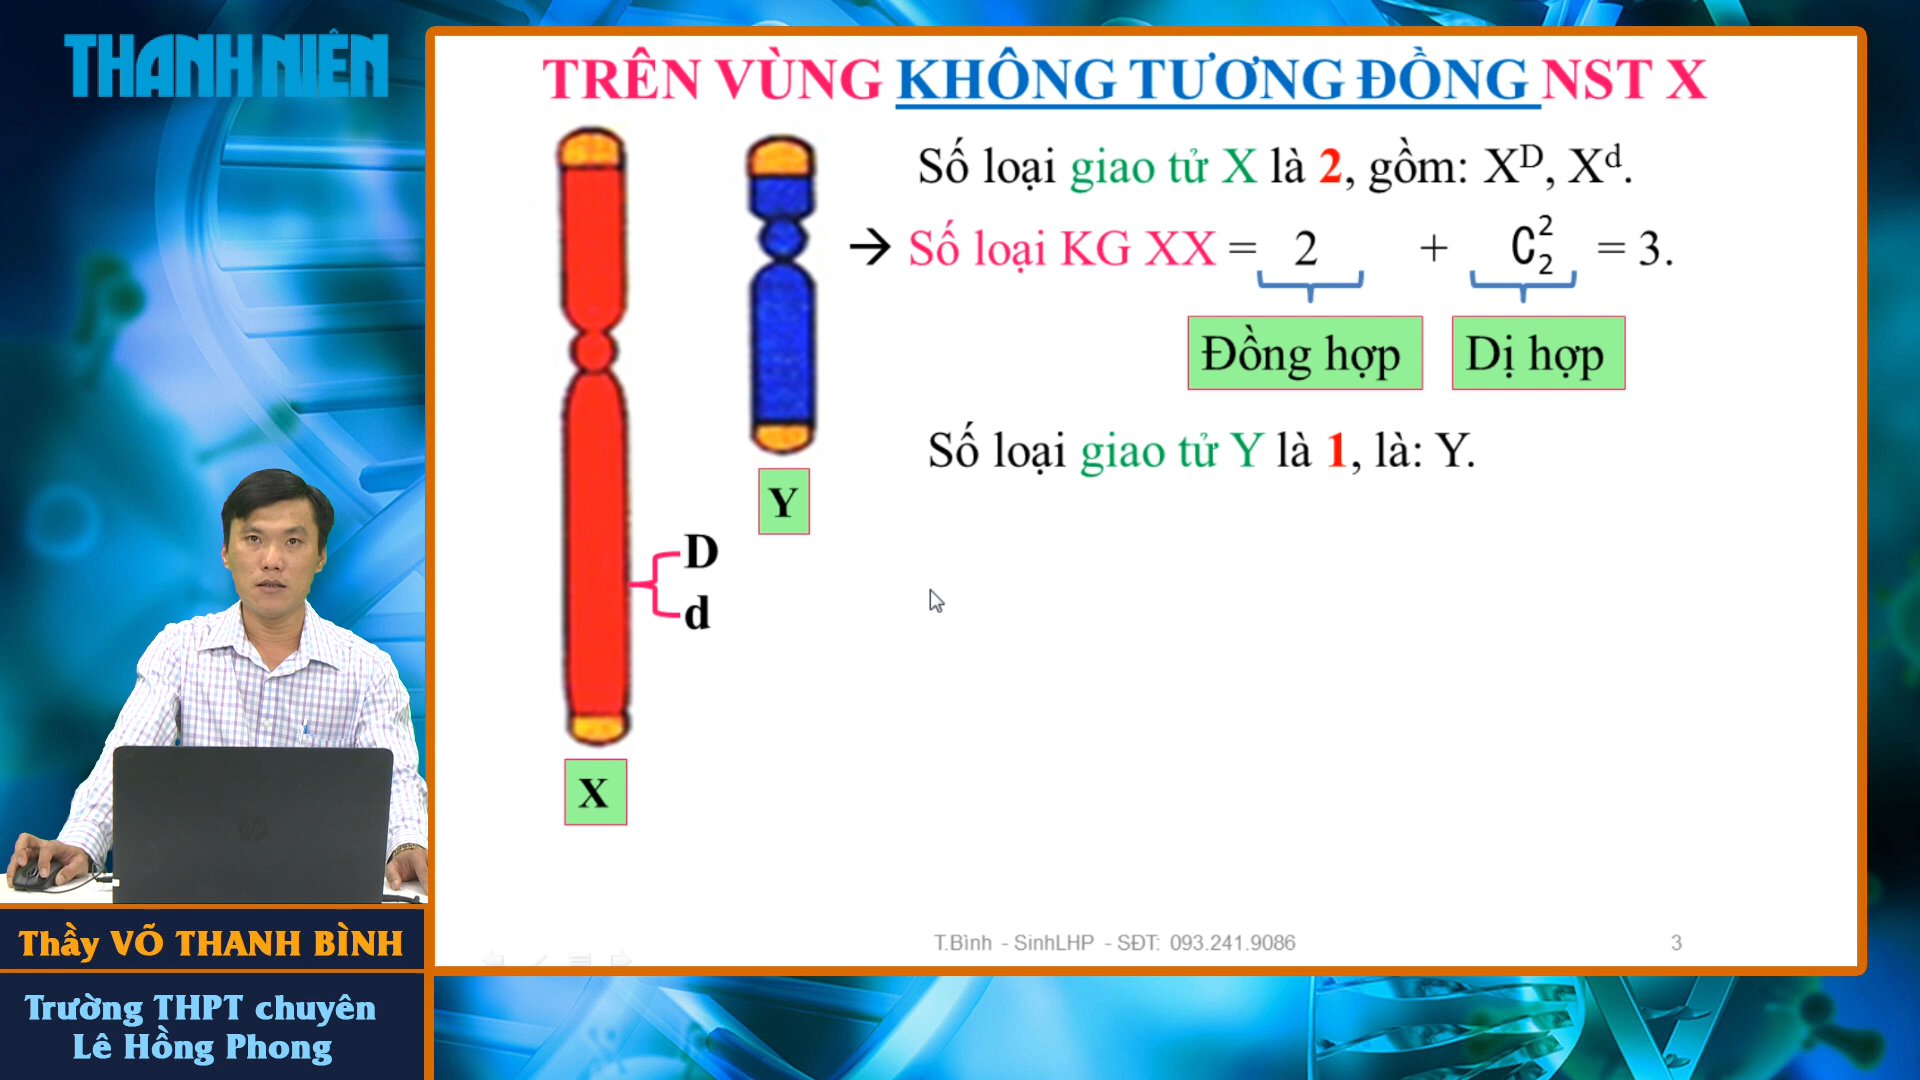 THANH NIÊN
TRÊN VÙNG KHÔNG TƯƠNG ĐỒNG NST X
Số loại giao tử X là 2, gồm: Xᴰ, Xᵈ.
→ Số loại KG XX = 2 + C²₂ = 3.
Đồng hợp Dị hợp
Số loại giao tử Y là 1, là: Y.
Y
D
d
X
T.Bình - SinhLHP - SĐT: 093.241.9086 3
Thầy VÕ THANH BÌNH
Trường THPT chuyên
Lê Hồng Phong